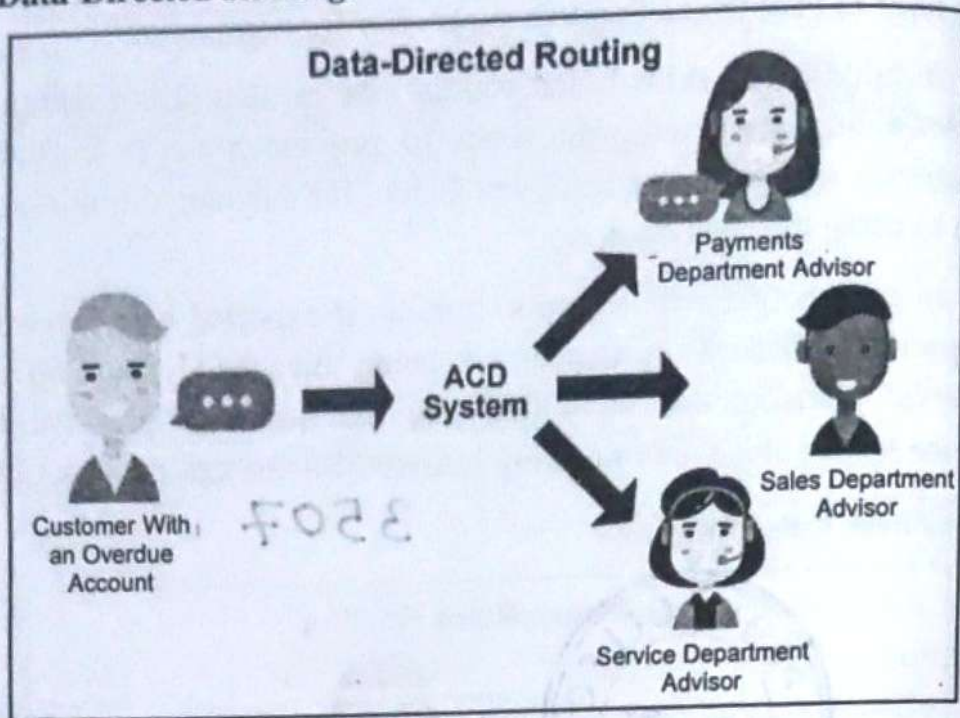 Data-Directed Routing
Payments
Department Advisor
ACD
System
Sales Department
Advisor
Customer With
an Overdue
Account
3507
Service Department
Advisor